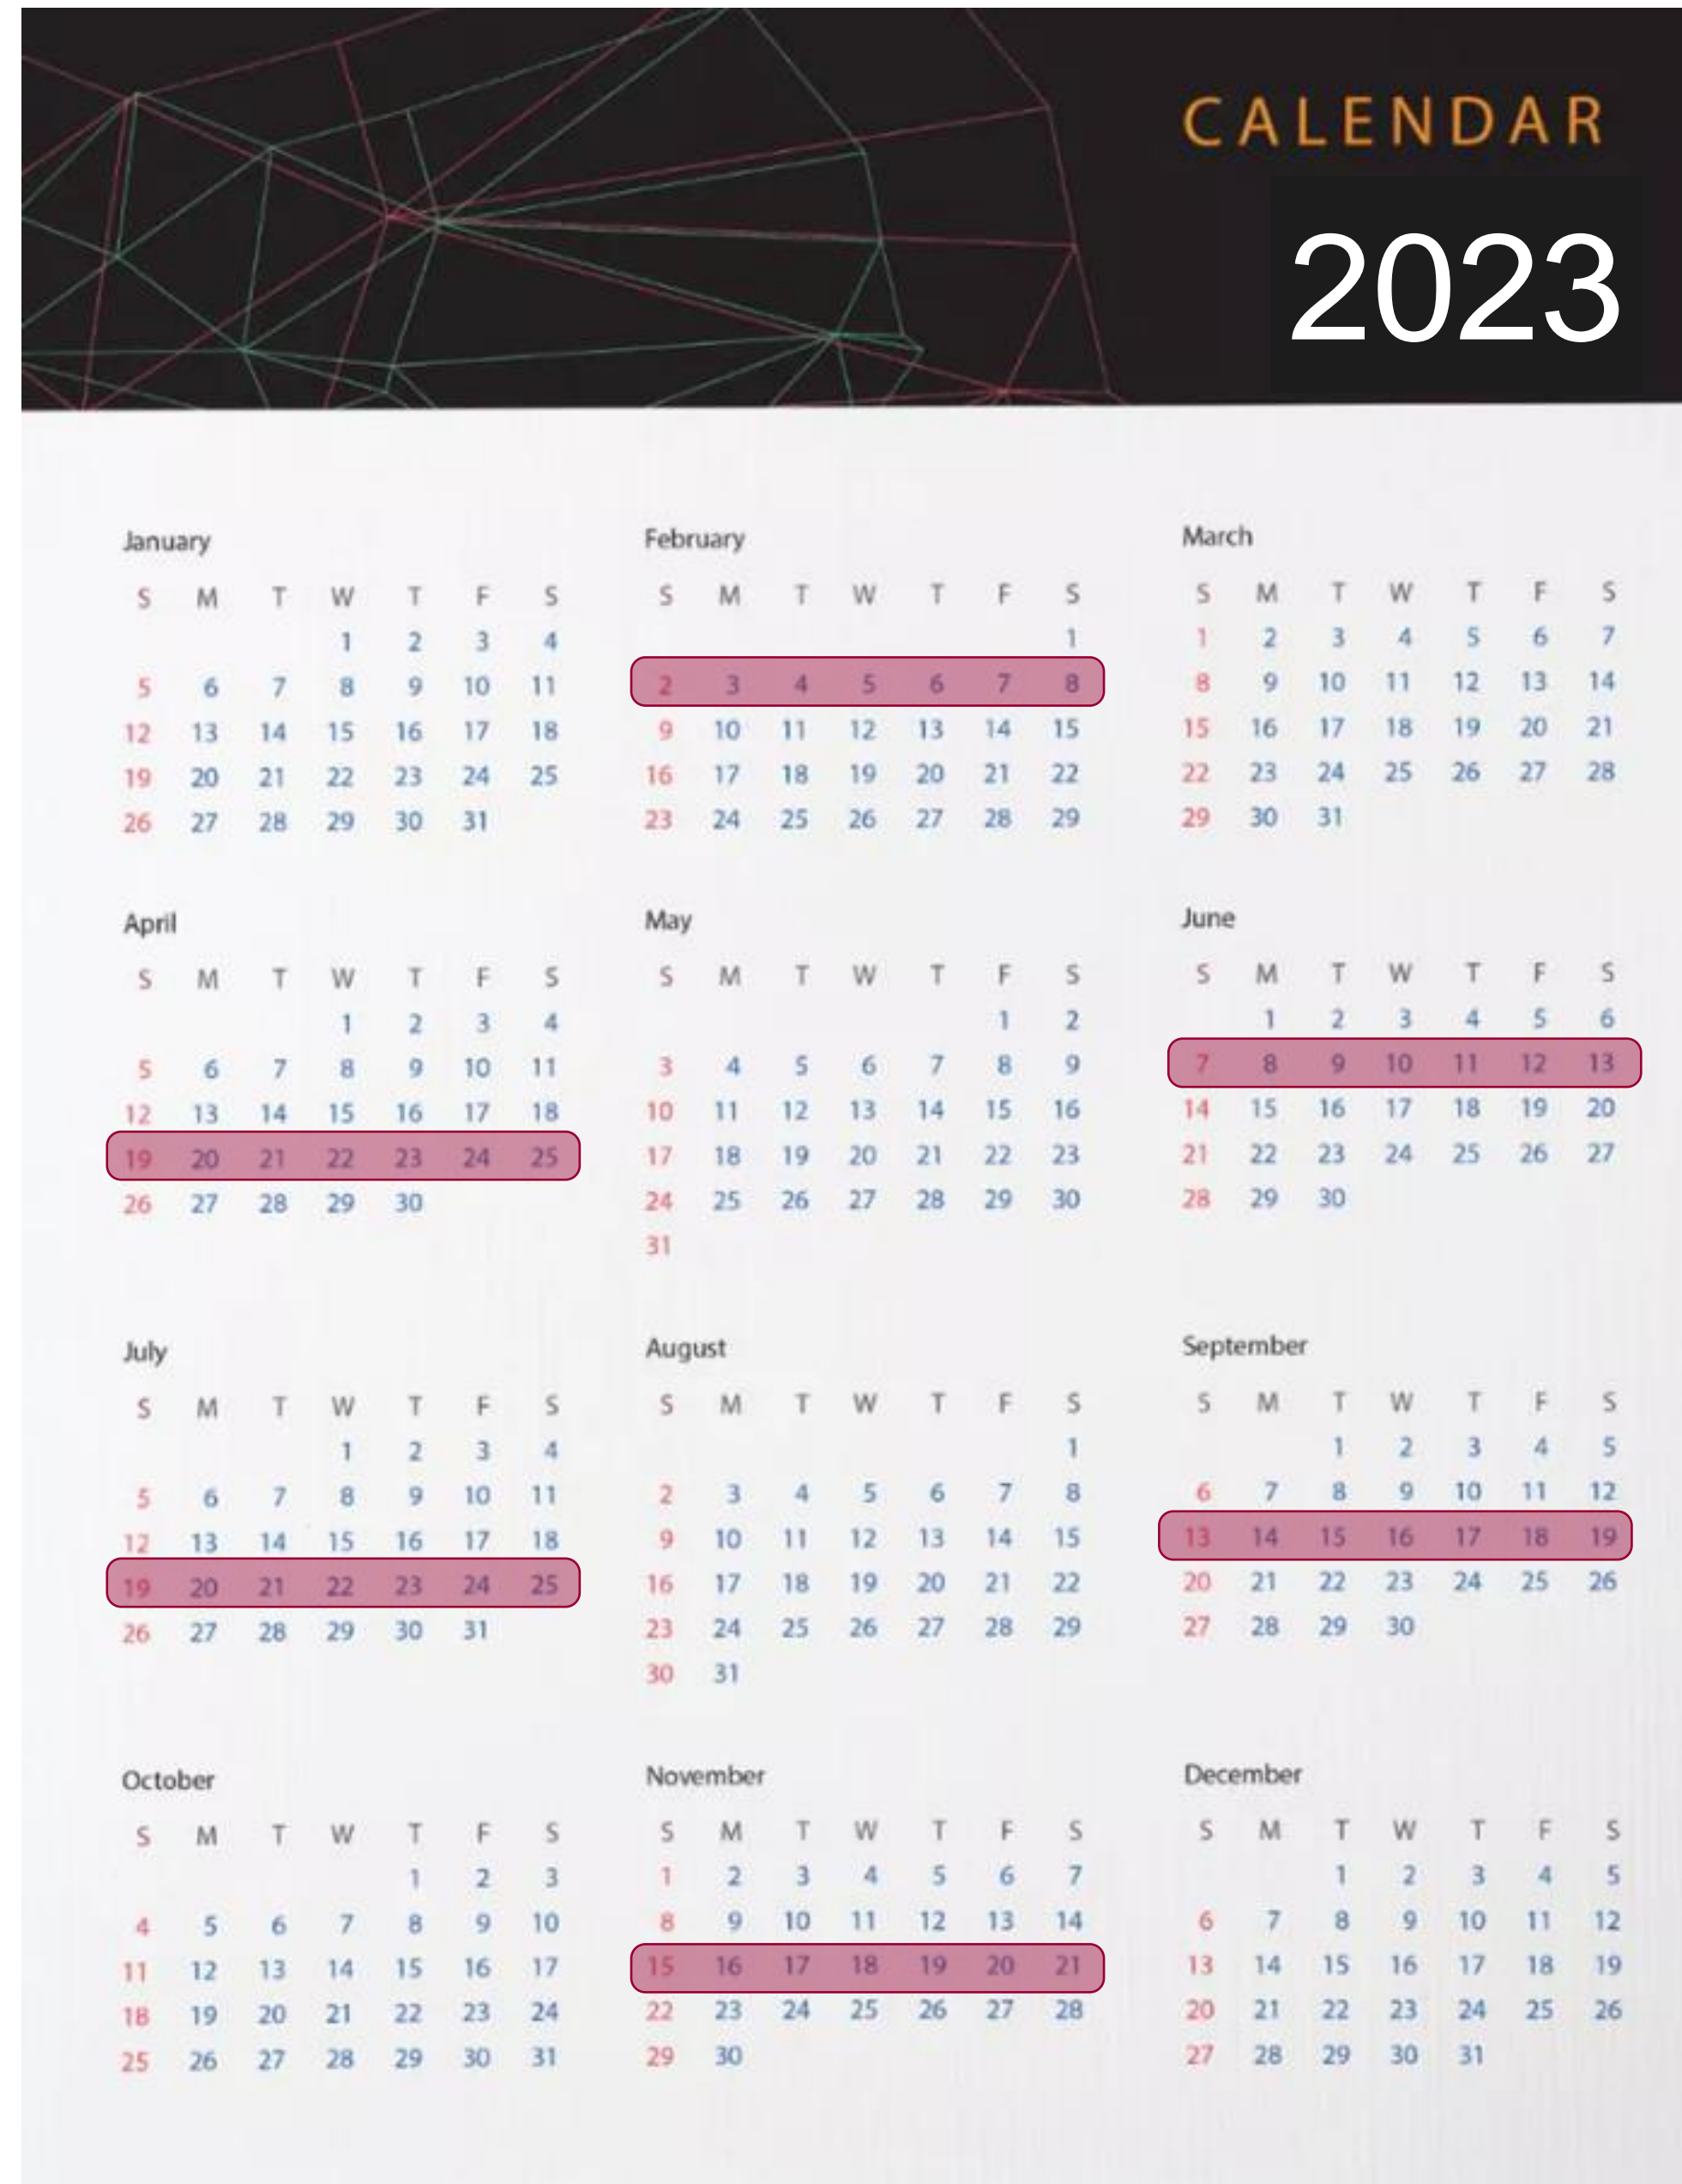 CALENDAR
2023
January
S M T W T F S
1 2 3 4
5 6 7 8 9 10 11
12 13 14 15 16 17 18
19 20 21 22 23 24 25
26 27 28 29 30 31
February
S M T W T F S
1
2 3 4 5 6 7 8
9 10 11 12 13 14 15
16 17 18 19 20 21 22
23 24 25 26 27 28 29
March
S M T W T F S
1 2 3 4 5 6 7
8 9 10 11 12 13 14
15 16 17 18 19 20 21
22 23 24 25 26 27 28
29 30 31
April
S M T W T F S
1 2 3 4
5 6 7 8 9 10 11
12 13 14 15 16 17 18
19 20 21 22 23 24 25
26 27 28 29 30
May
S M T W T F S
1 2
3 4 5 6 7 8 9
10 11 12 13 14 15 16
17 18 19 20 21 22 23
24 25 26 27 28 29 30
31
June
S M T W T F S
1 2 3 4 5 6
7 8 9 10 11 12 13
14 15 16 17 18 19 20
21 22 23 24 25 26 27
28 29 30
July
S M T W T F S
1 2 3 4
5 6 7 8 9 10 11
12 13 14 15 16 17 18
19 20 21 22 23 24 25
26 27 28 29 30 31
August
S M T W T F S
1
2 3 4 5 6 7 8
9 10 11 12 13 14 15
16 17 18 19 20 21 22
23 24 25 26 27 28 29
30 31
September
S M T W T F S
1 2 3 4 5
6 7 8 9 10 11 12
13 14 15 16 17 18 19
20 21 22 23 24 25 26
27 28 29 30
October
S M T W T F S
1 2 3
4 5 6 7 8 9 10
11 12 13 14 15 16 17
18 19 20 21 22 23 24
25 26 27 28 29 30 31
November
S M T W T F S
1 2 3 4 5 6 7
8 9 10 11 12 13 14
15 16 17 18 19 20 21
22 23 24 25 26 27 28
29 30
December
S M T W T F S
1 2 3 4 5
6 7 8 9 10 11 12
13 14 15 16 17 18 19
20 21 22 23 24 25 26
27 28 29 30 31